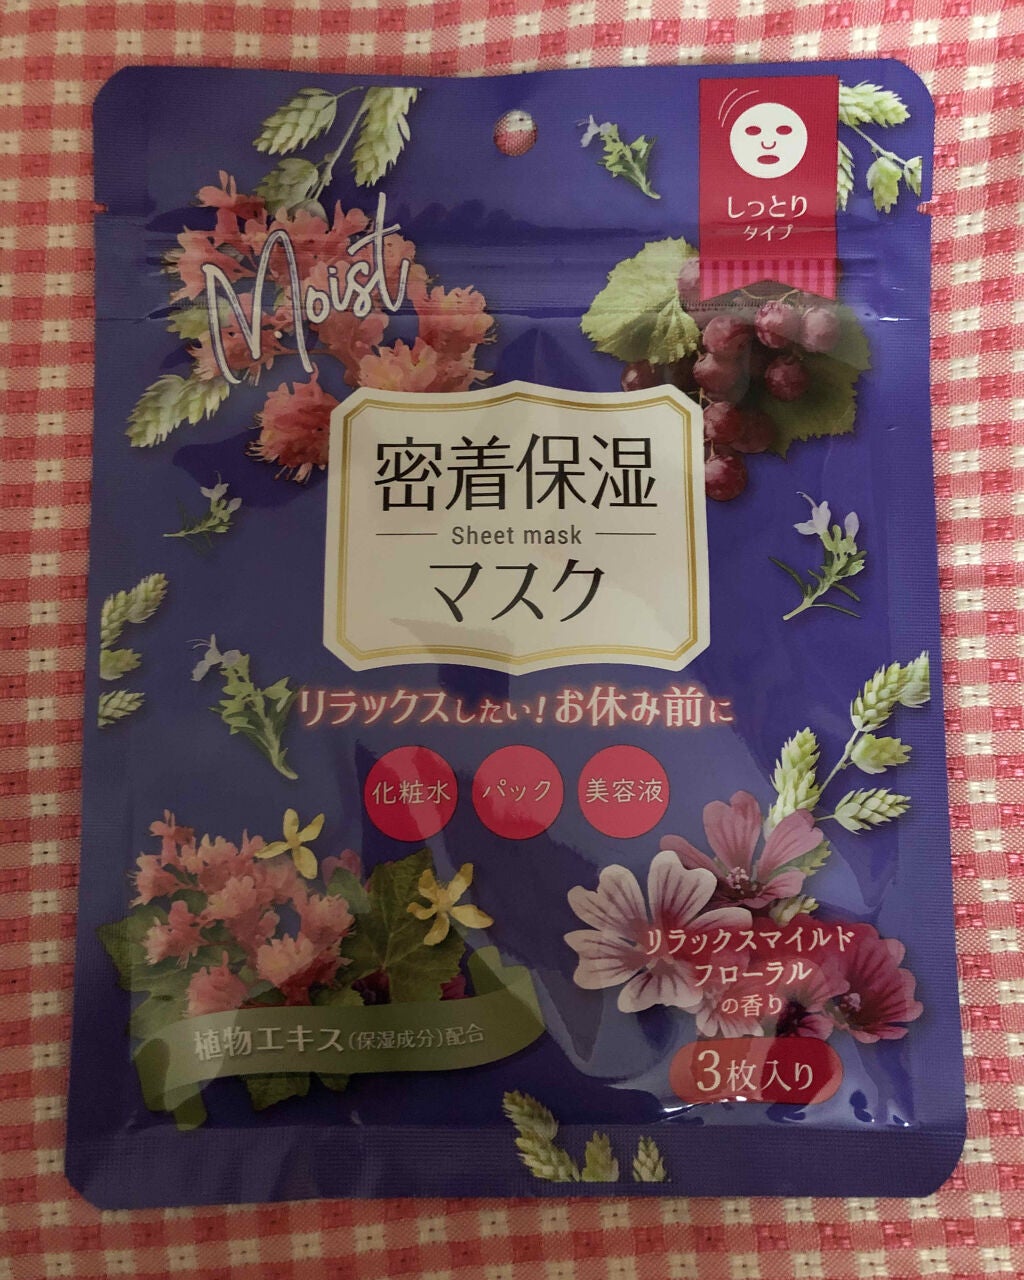 しっとり
タイプ
Moist
密着保湿
Sheet mask
マスク
リラックスしたい!お休み前に
化粧水 パック 美容液
リラックスマイルド
フローラル
の香り
植物エキス(保湿成分)配合
3枚入り